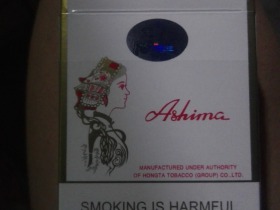 Ashima
MANUFACTURED UNDER AUTHORITY
OF HONGTA TOBACCO (GROUP) CO., LTD.
SMOKING IS HARMFUL